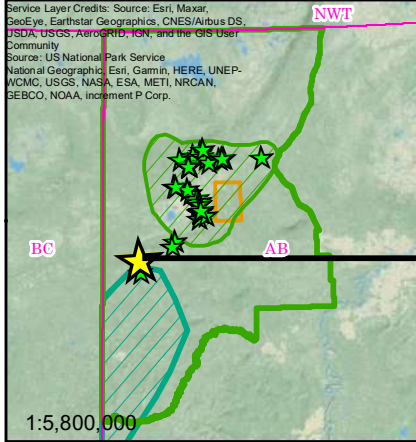 Service Layer Credits: Source: Esri, Maxar,
GeoEye, Earthstar Geographics, CNES/Airbus DS,
USDA, USGS, AeroGRID, IGN, and the GIS User
Community
Source: US National Park Service
National Geographic, Esri, Garmin, HERE, UNEP-
WCMC, USGS, NASA, ESA, METI, NRCAN,
GEBCO, NOAA, increment P Corp.
NWT
BC
AB
1:5,800,000